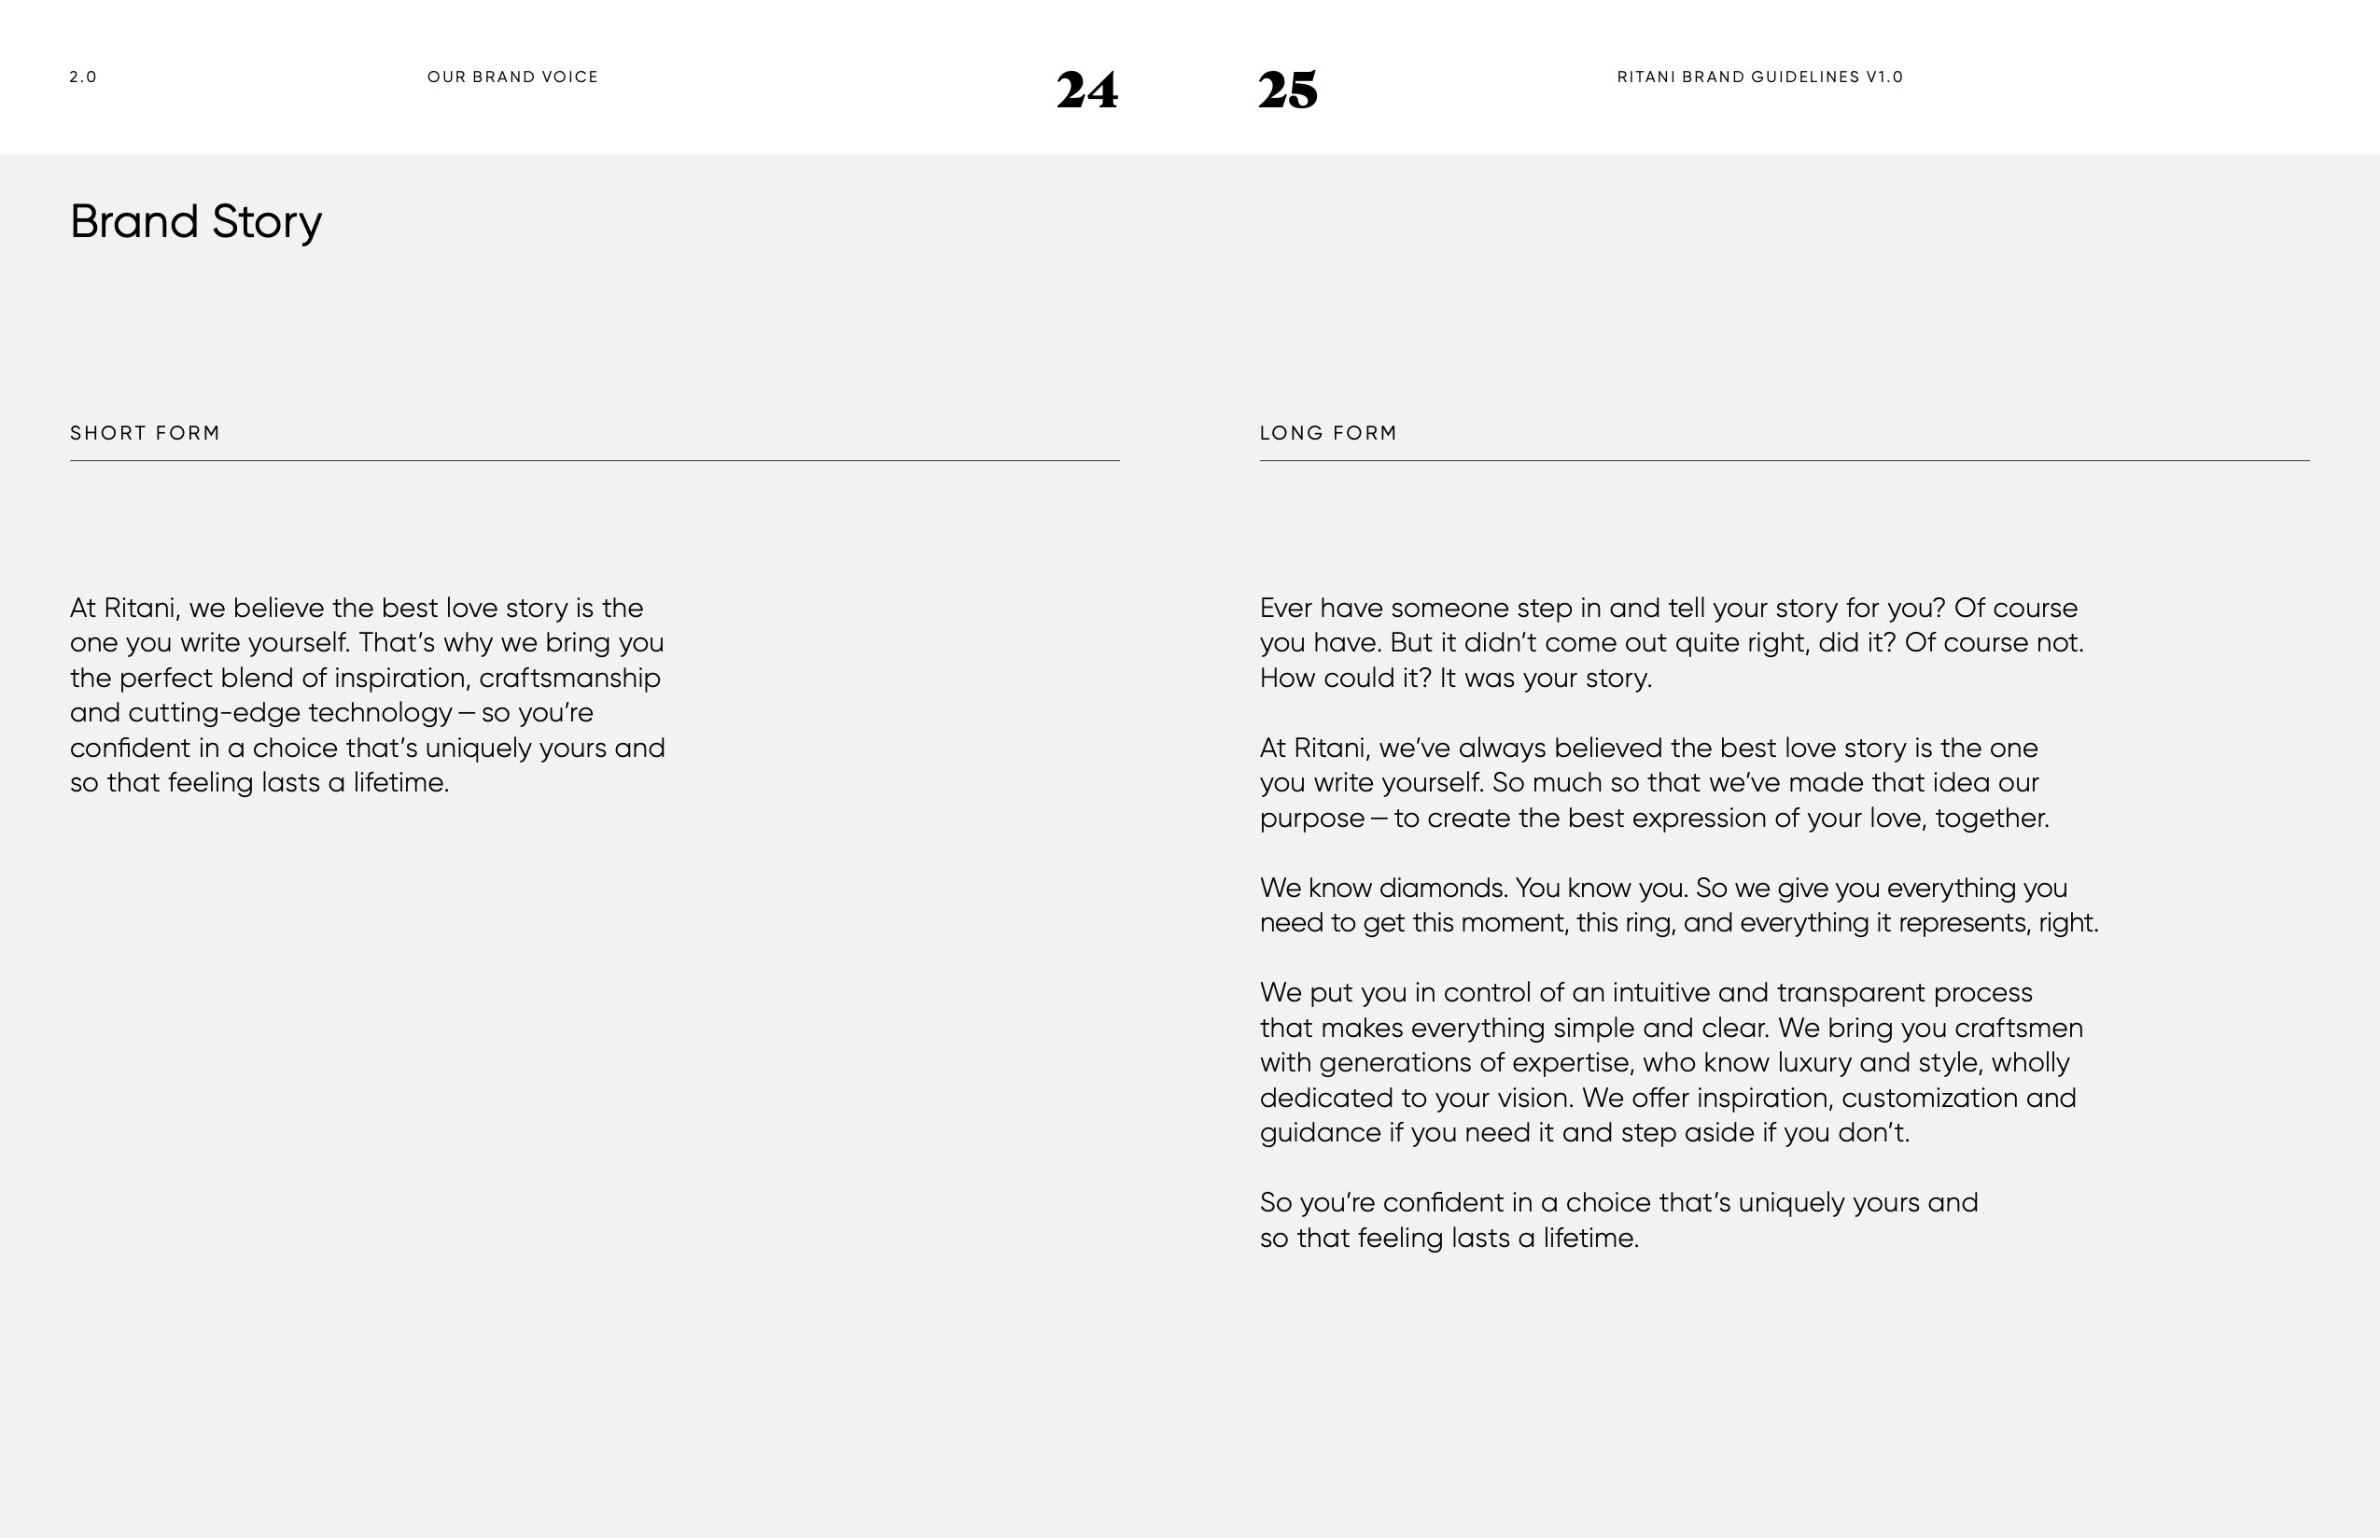 2.0
OUR BRAND VOICE
24
25
RITANI BRAND GUIDELINES V1.0
Brand Story
SHORT FORM
At Ritani, we believe the best love story is the
one you write yourself. That’s why we bring you
the perfect blend of inspiration, craftsmanship
and cutting-edge technology — so you’re
confident in a choice that’s uniquely yours and
so that feeling lasts a lifetime.
LONG FORM
Ever have someone step in and tell your story for you? Of course
you have. But it didn’t come out quite right, did it? Of course not.
How could it? It was your story.
At Ritani, we’ve always believed the best love story is the one
you write yourself. So much so that we’ve made that idea our
purpose — to create the best expression of your love, together.
We know diamonds. You know you. So we give you everything you
need to get this moment, this ring, and everything it represents, right.
We put you in control of an intuitive and transparent process
that makes everything simple and clear. We bring you craftsmen
with generations of expertise, who know luxury and style, wholly
dedicated to your vision. We offer inspiration, customization and
guidance if you need it and step aside if you don’t.
So you’re confident in a choice that’s uniquely yours and
so that feeling lasts a lifetime.